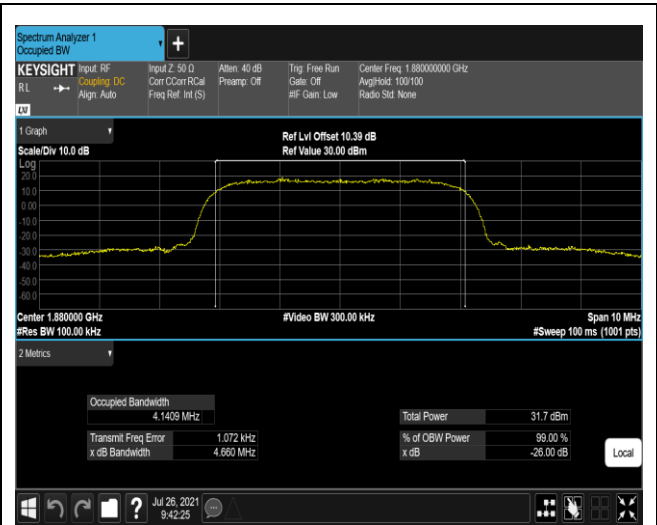 Spectrum Analyzer 1
Occupied BW
+
KEYSIGHT Input: RF Input Z: 50 Ω Atten: 40 dB Trig: Free Run Center Freq: 1.880000000 GHz
RL Coupling: DC Corr CCorr RCal Preamp: Off Gate: Off Avg|Hold: 100/100
Align: Auto Freq Ref: Int (S) #IF Gain: Low Radio Std: None
LXI
1 Graph
Ref Lvl Offset 10.39 dB
Scale/Div 10.0 dB Ref Value 30.00 dBm
Log
20.0
10.0
0.00
-10.0
-20.0
-30.0
-40.0
-50.0
-60.0
Center 1.880000 GHz #Video BW 300.00 kHz Span 10 MHz
#Res BW 100.00 kHz #Sweep 100 ms (1001 pts)
2 Metrics
Occupied Bandwidth
4.1409 MHz Total Power 31.7 dBm
Transmit Freq Error 1.072 kHz % of OBW Power 99.00 %
x dB Bandwidth 4.660 MHz x dB -26.00 dB
Local
? Jul 26, 2021
9:42:25